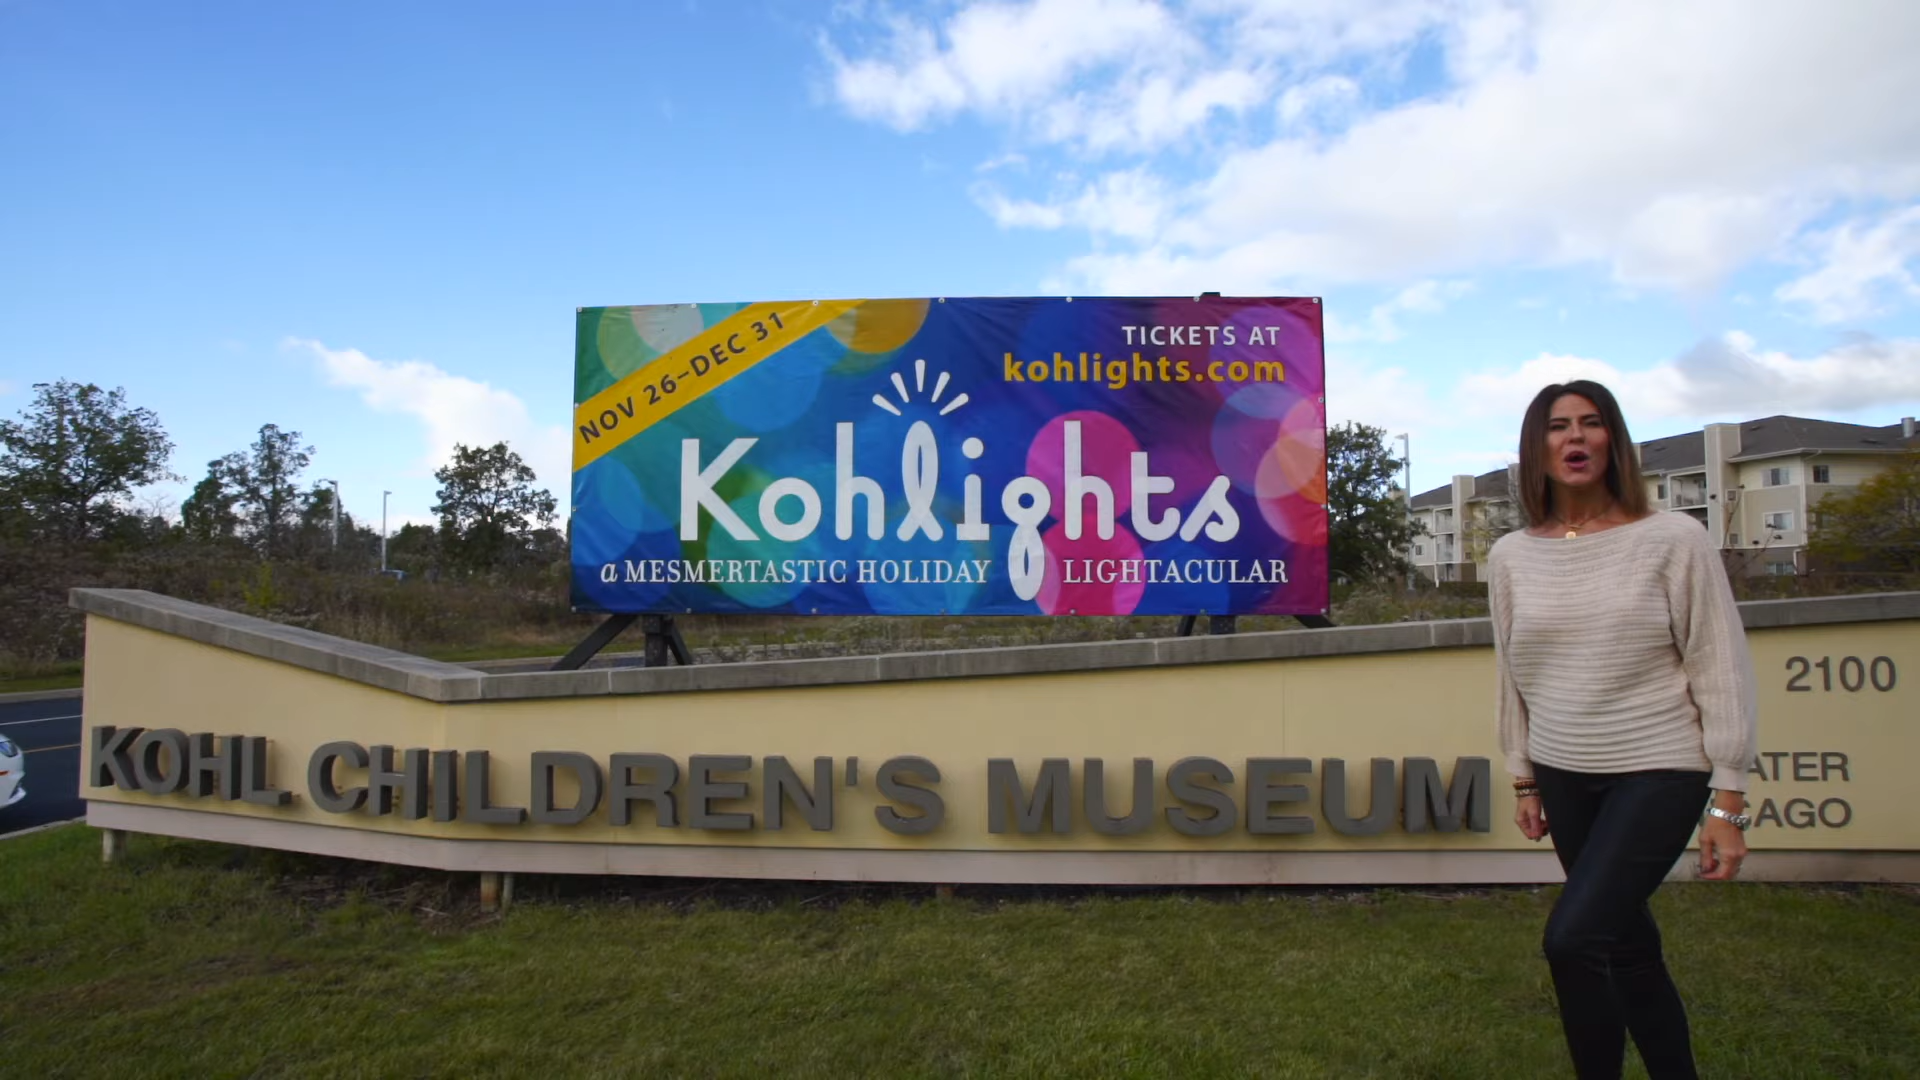 NOV 26–DEC 31
TICKETS AT
kohlights.com
Kohlights
a MESMERTASTIC HOLIDAY LIGHTACULAR
2100
KOHL CHILDREN'S MUSEUM